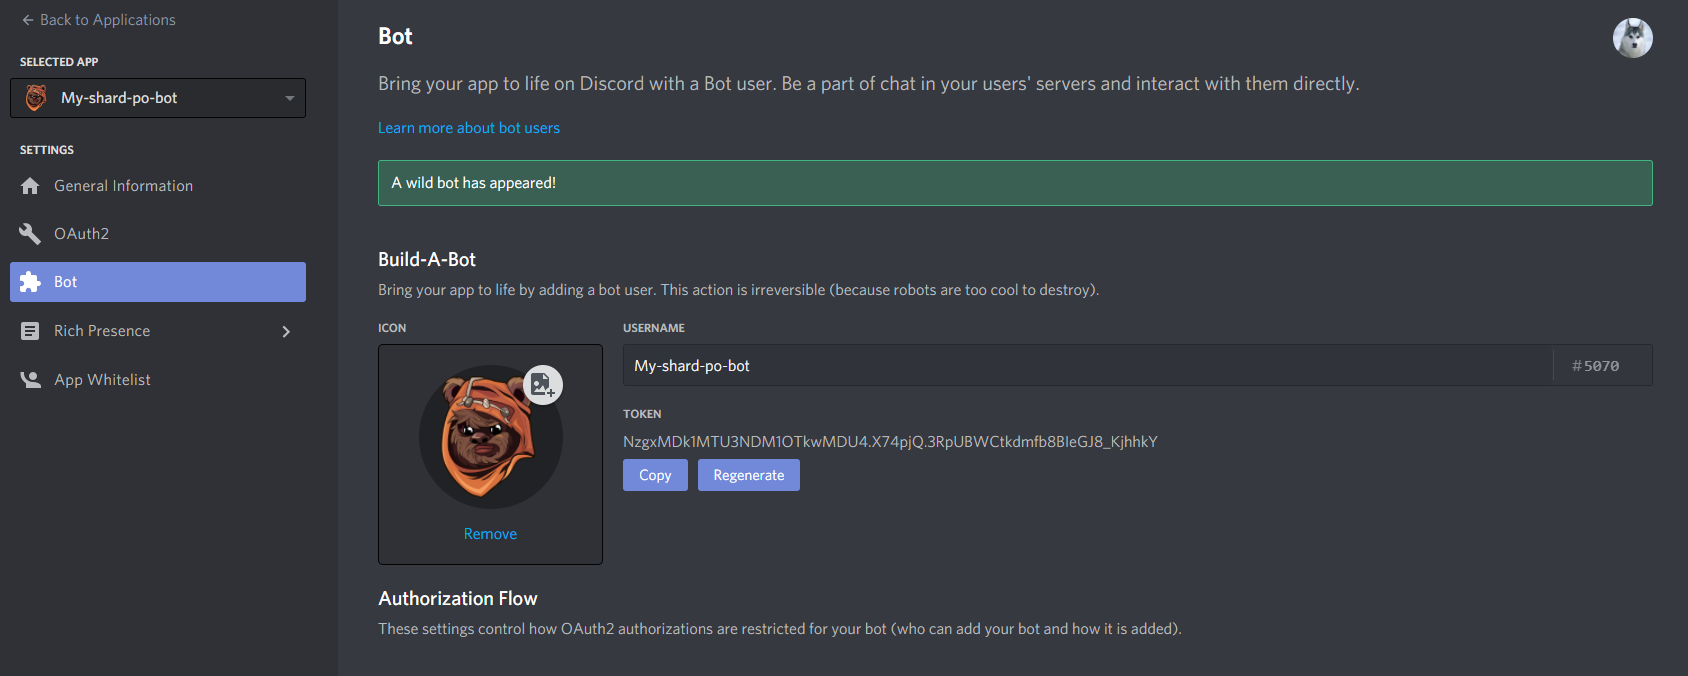 Back to Applications
SELECTED APP
My-shard-po-bot
SETTINGS
General Information
OAuth2
Bot
Rich Presence
App Whitelist
Bot
Bring your app to life on Discord with a Bot user. Be a part of chat in your users' servers and interact with them directly.
Learn more about bot users
A wild bot has appeared!
Build-A-Bot
Bring your app to life by adding a bot user. This action is irreversible (because robots are too cool to destroy).
ICON
Remove
USERNAME
My-shard-po-bot
#5070
TOKEN
NzgxMDk1MTU3NDM1OTkwMDU4.X74pjQ.3RpUBWCtkdmfb8BIeGJ8_KjhhkY
Copy
Regenerate
Authorization Flow
These settings control how OAuth2 authorizations are restricted for your bot (who can add your bot and how it is added).